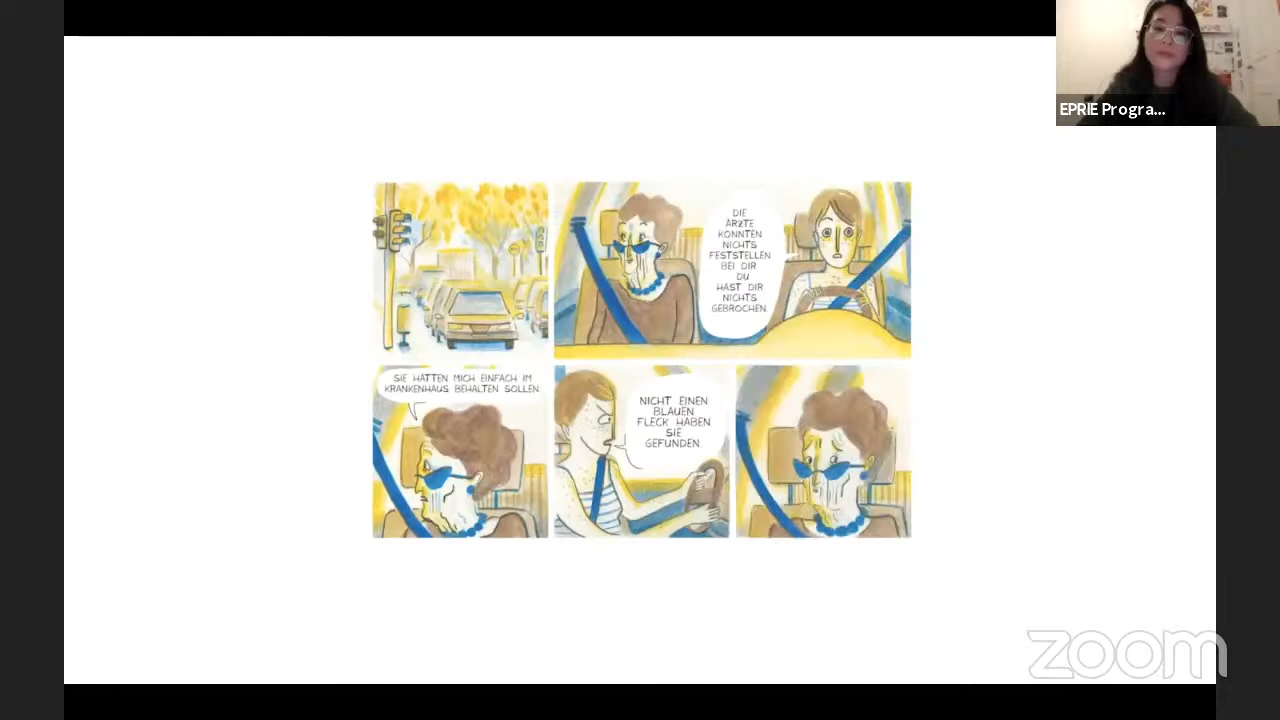 EPRIE Progra...
DIE
ÄRZTE
KONNTEN
NICHTS
FESTSTELLEN
BEI DIR
DU
HAST DIR
NICHTS
GEBROCHEN.
SIE HÄTTEN MICH EINFACH IM
KRANKENHAUS BEHALTEN SOLLEN.
NICHT EINEN
BLAUEN
FLECK HABEN
SIE
GEFUNDEN.
zoom